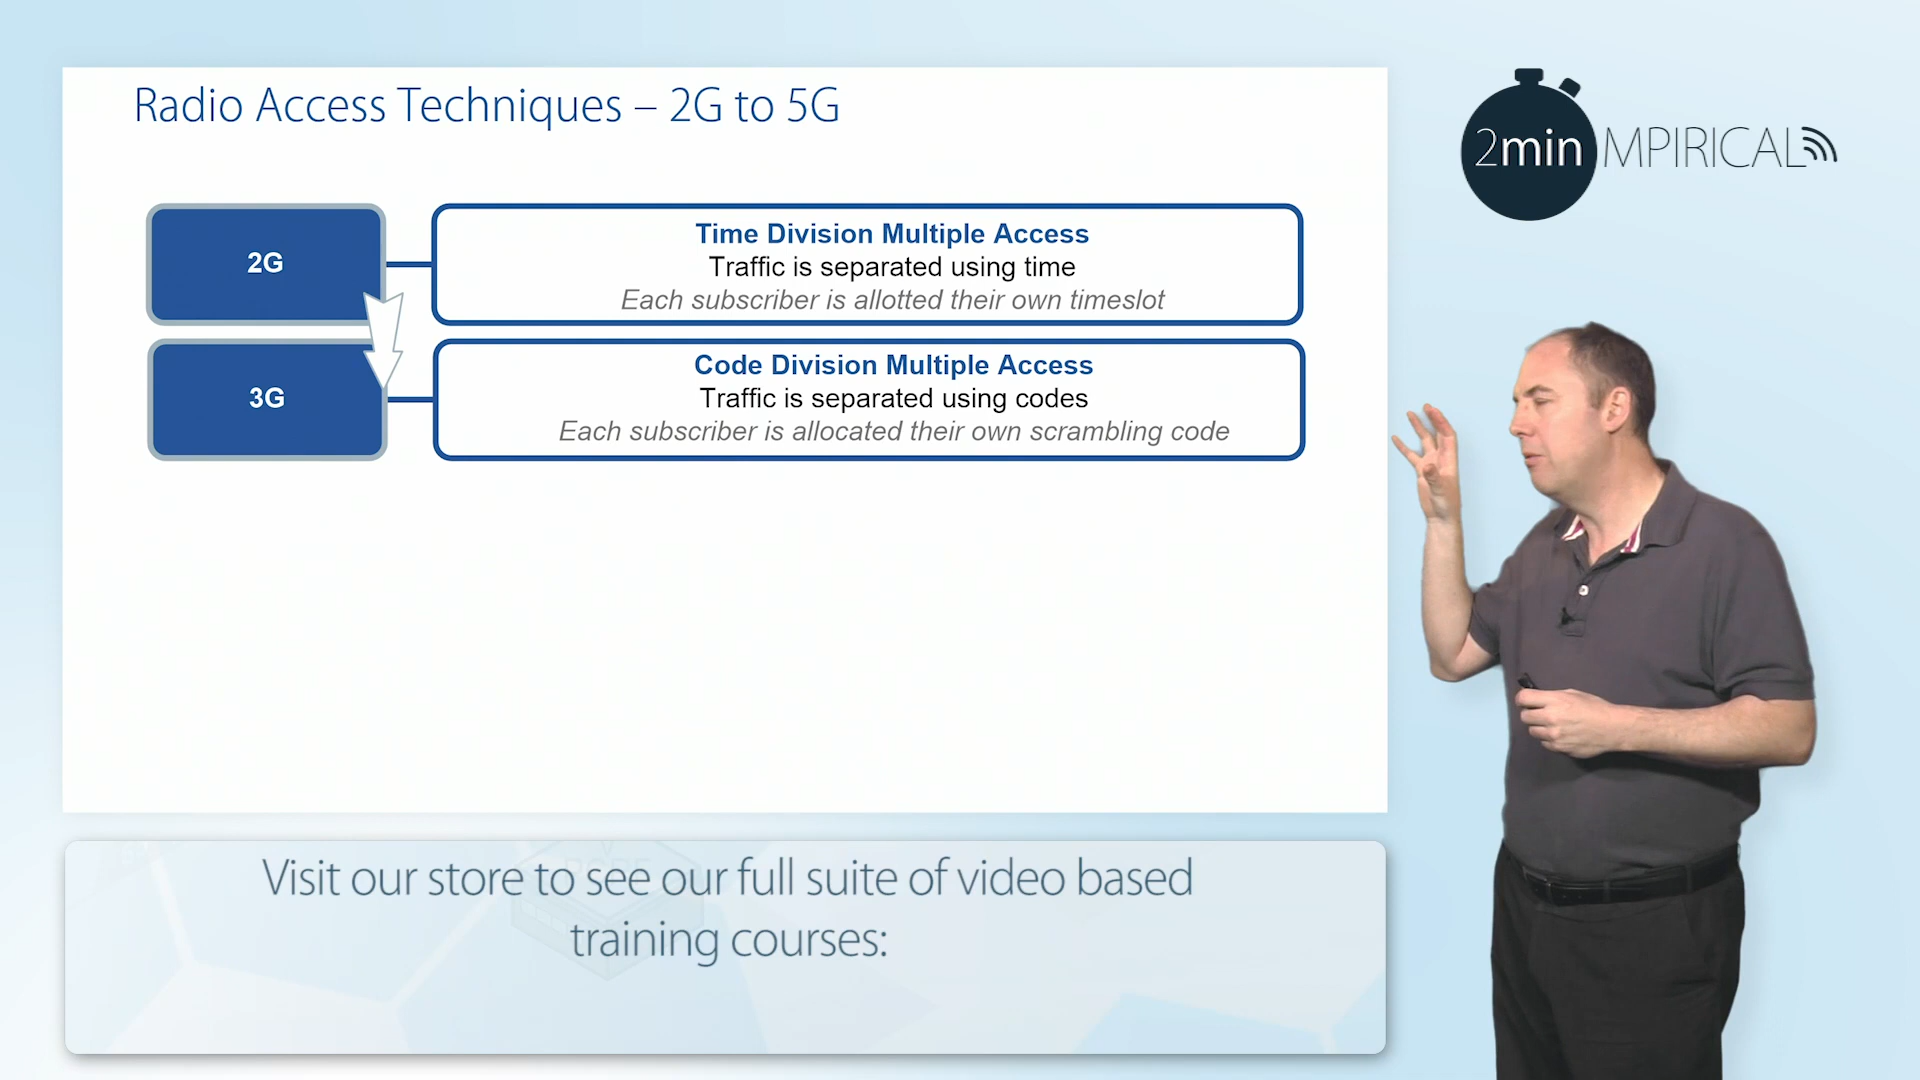 Radio Access Techniques – 2G to 5G
2min MPIRICAL
2G
Time Division Multiple Access
Traffic is separated using time
Each subscriber is allotted their own timeslot
3G
Code Division Multiple Access
Traffic is separated using codes
Each subscriber is allocated their own scrambling code
Visit our store to see our full suite of video based
training courses: